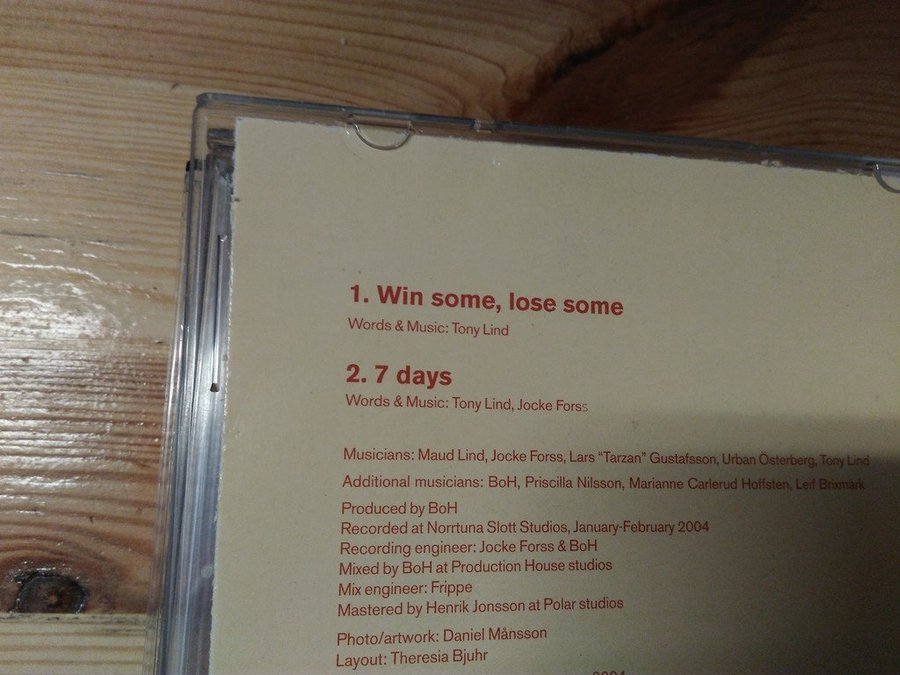 1. Win some, lose some
Words & Music: Tony Lind
2. 7 days
Words & Music: Tony Lind, Jocke Forss
Musicians: Maud Lind, Jocke Forss, Lars "Tarzan" Gustafsson, Urban Österberg, Tony Lind
Additional musicians: BoH, Priscilla Nilsson, Marianne Carlerud Hoffsten, Leif Brixmark
Produced by BoH
Recorded at Norrtuna Slott Studios, January-February 2004
Recording engineer: Jocke Forss & BoH
Mixed by BoH at Production House studios
Mix engineer: Frippe
Mastered by Henrik Jonsson at Polar studios
Photo/artwork: Daniel Månsson
Layout: Theresia Bjuhr